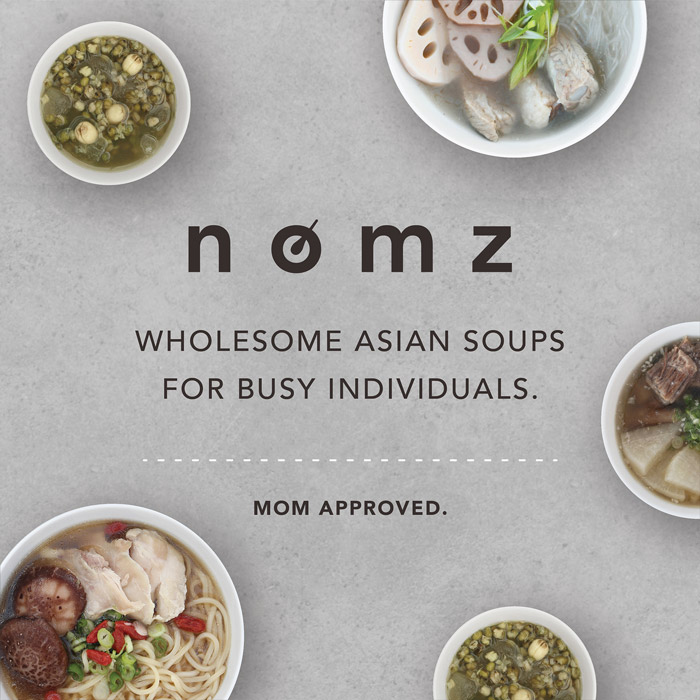 nømz
WHOLESOME ASIAN SOUPS
FOR BUSY INDIVIDUALS.
MOM APPROVED.